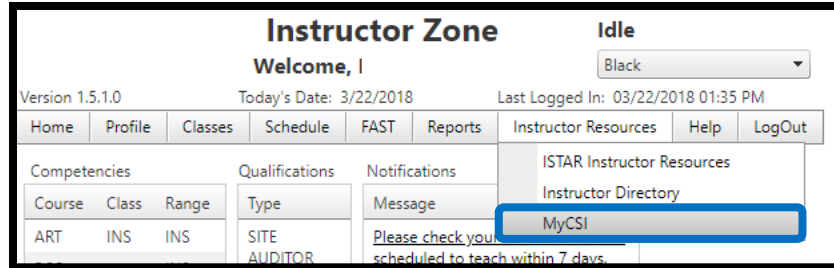 Instructor Zone
Idle
Welcome,
Black
Version 1.5.1.0 Today's Date: 3/22/2018 Last Logged In: 03/22/2018 01:35 PM
Home Profile Classes Schedule FAST Reports Instructor Resources Help LogOut
ISTAR Instructor Resources
Instructor Directory
MyCSI
Competencies Qualifications Notifications
Course Class Range Type Message
ART INS INS SITE Please check your
AUDITOR scheduled to teach within 7 days.